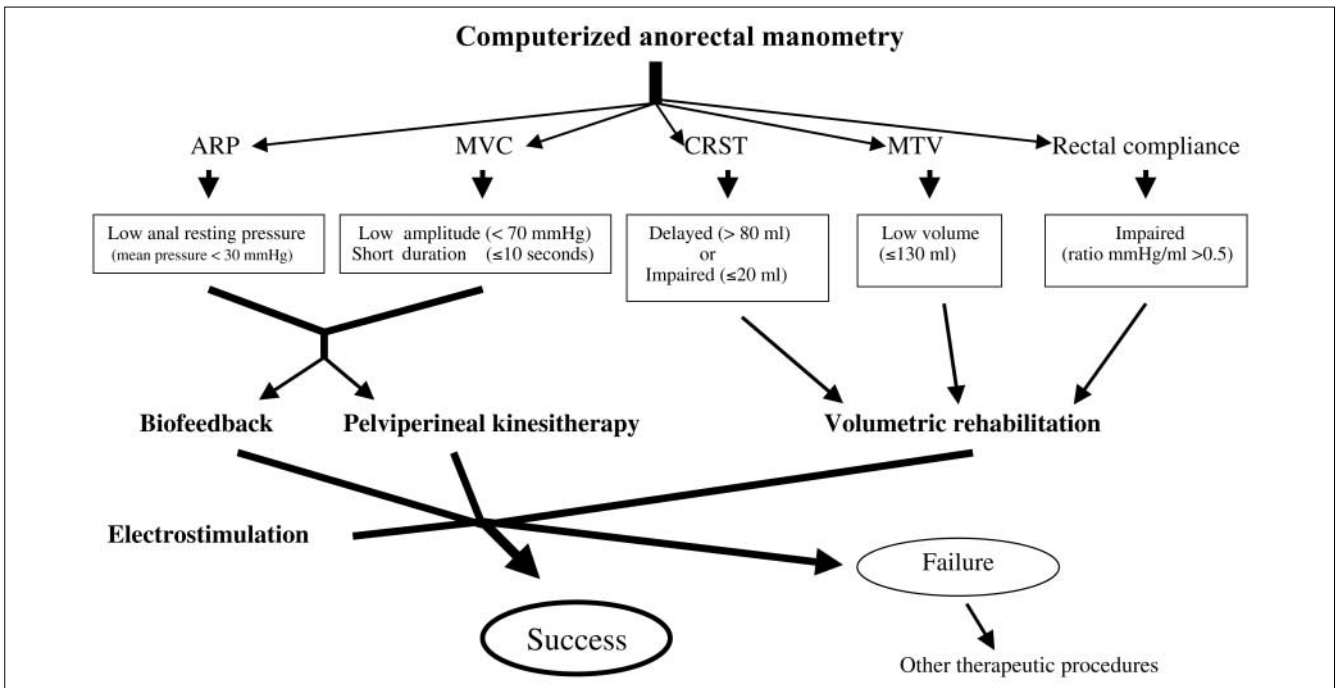 Computerized anorectal manometry
ARP
MVC
CRST
MTV
Rectal compliance
Low anal resting pressure
(mean pressure < 30 mmHg)
Low amplitude (< 70 mmHg)
Short duration (≤10 seconds)
Delayed (> 80 ml)
or
Impaired (≤20 ml)
Low volume
(≤130 ml)
Impaired
(ratio mmHg/ml >0.5)
Biofeedback
Pelviperineal kinesitherapy
Volumetric rehabilitation
Electrostimulation
Failure
Success
Other therapeutic procedures